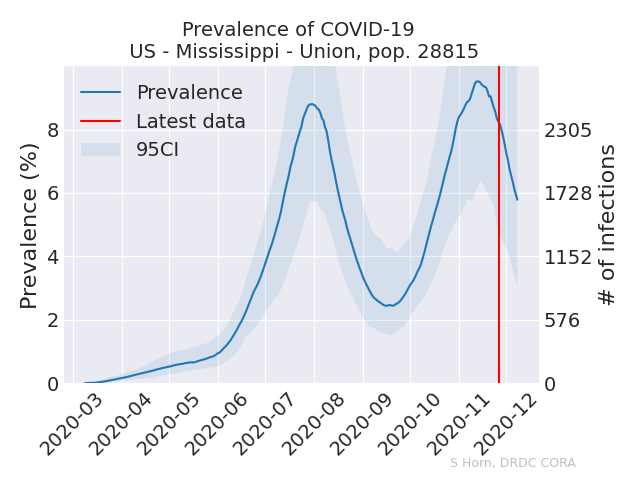 Prevalence of COVID-19
US - Mississippi - Union, pop. 28815
Prevalence
Latest data
95CI
Prevalence (%)
8
6
4
2
0
2305
1728
1152
576
0
# of infections
2020-03
2020-04
2020-05
2020-06
2020-07
2020-08
2020-09
2020-10
2020-11
2020-12
S Horn, DRDC CORA